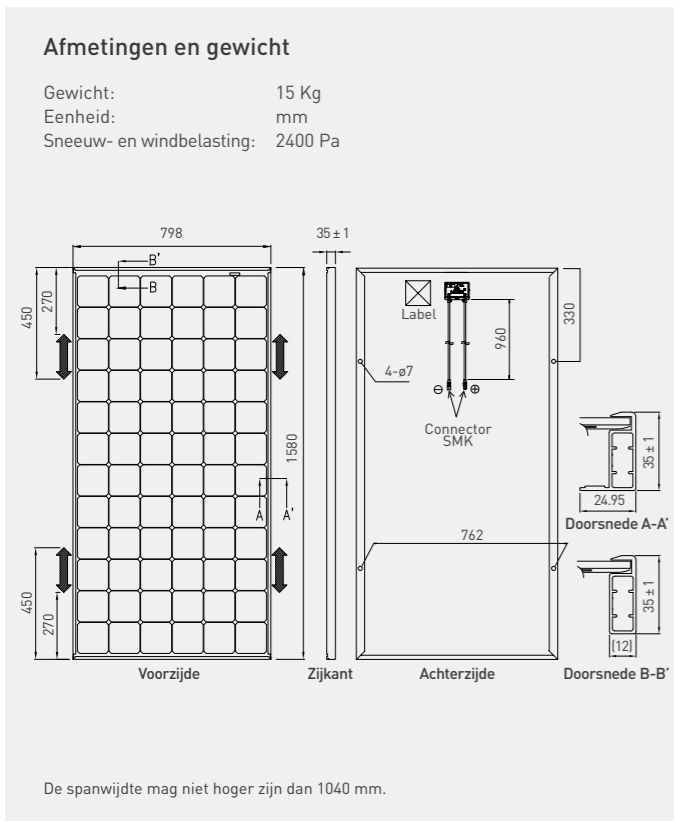 Afmetingen en gewicht
Gewicht: 15 Kg
Eenheid: mm
Sneeuw- en windbelasting: 2400 Pa
798
35 ± 1
B'
B
450
270
330
Label
960
4-ø7
⊖ ⊕
Connector
SMK
1580
35 ± 1
24.95
A A'
Doorsnede A-A'
762
450
270
35 ± 1
(12)
Voorzijde
Zijkant
Achterzijde
Doorsnede B-B'
De spanwijdte mag niet hoger zijn dan 1040 mm.